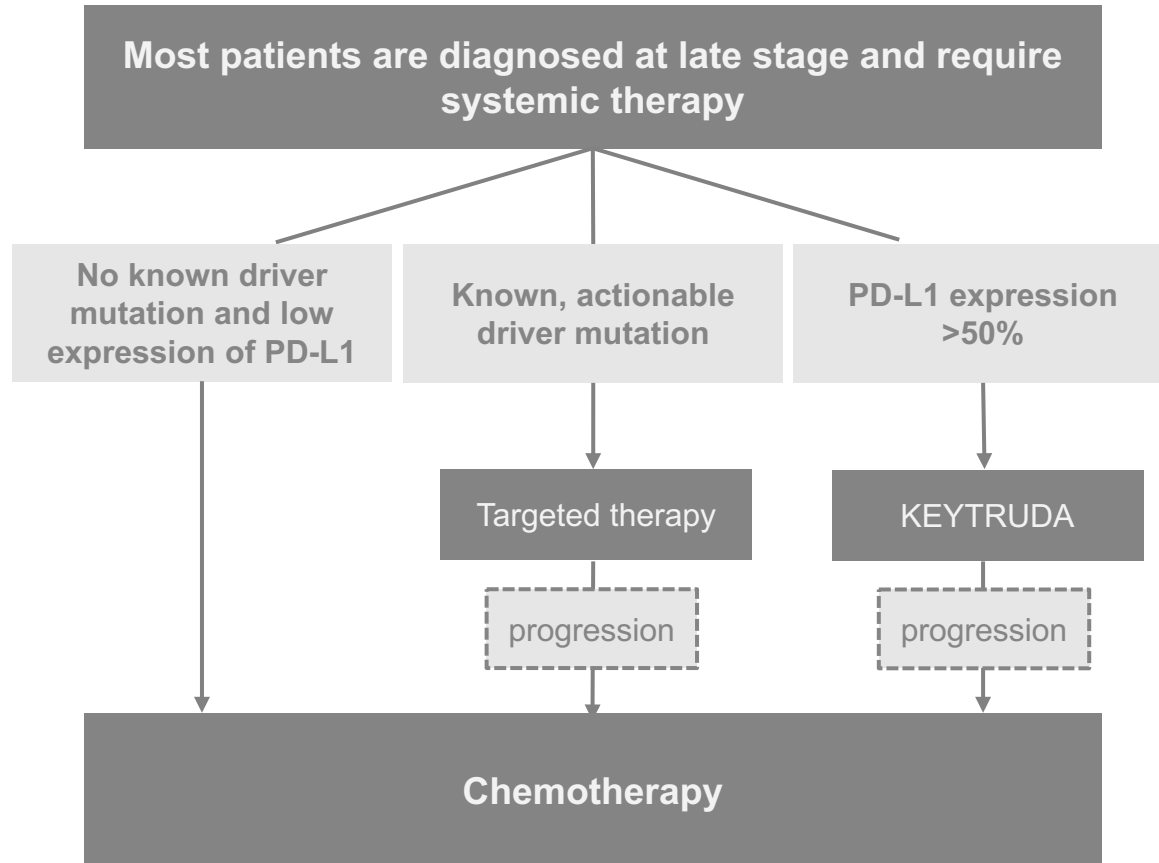 Most patients are diagnosed at late stage and require
systemic therapy
No known driver
mutation and low
expression of PD-L1
Known, actionable
driver mutation
PD-L1 expression
>50%
Targeted therapy
KEYTRUDA
progression
progression
Chemotherapy